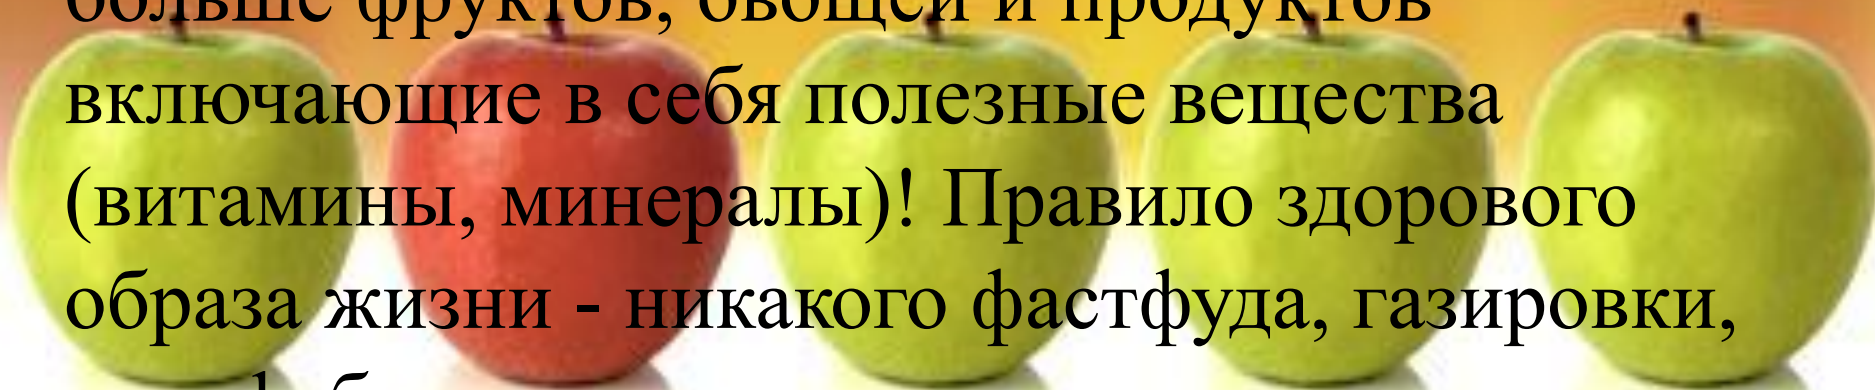 больше фруктов, овощей и продуктов
включающие в себя полезные вещества
(витамины, минералы)! Правило здорового
образа жизни - никакого фастфуда, газировки,